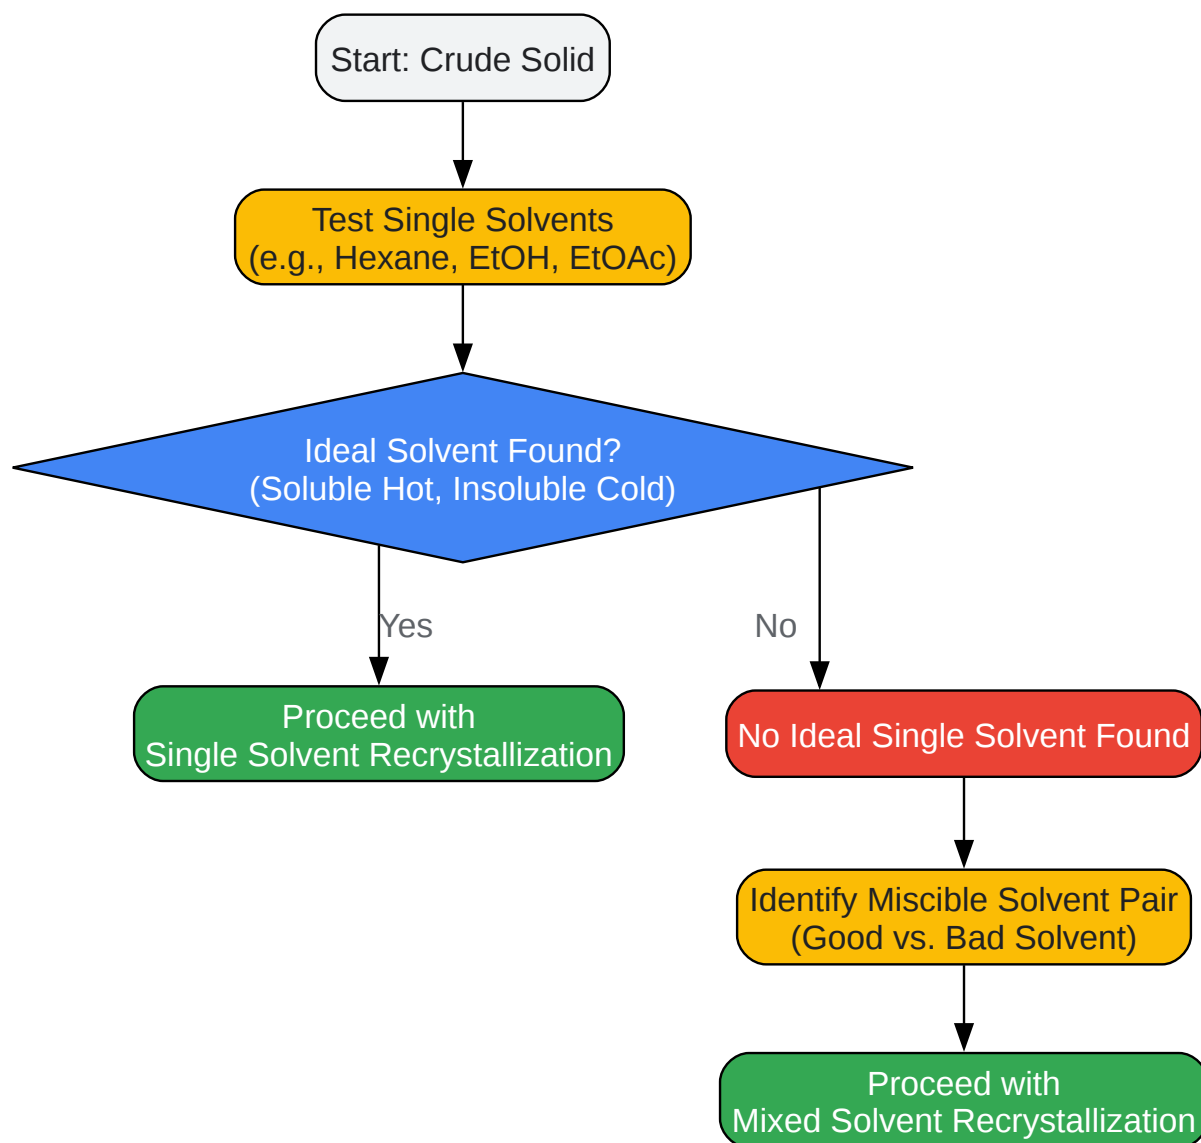 Start: Crude Solid
Test Single Solvents
(e.g., Hexane, EtOH, EtOAc)
Ideal Solvent Found?
(Soluble Hot, Insoluble Cold)
Yes
No
Proceed with
Single Solvent Recrystallization
No Ideal Single Solvent Found
Identify Miscible Solvent Pair
(Good vs. Bad Solvent)
Proceed with
Mixed Solvent Recrystallization